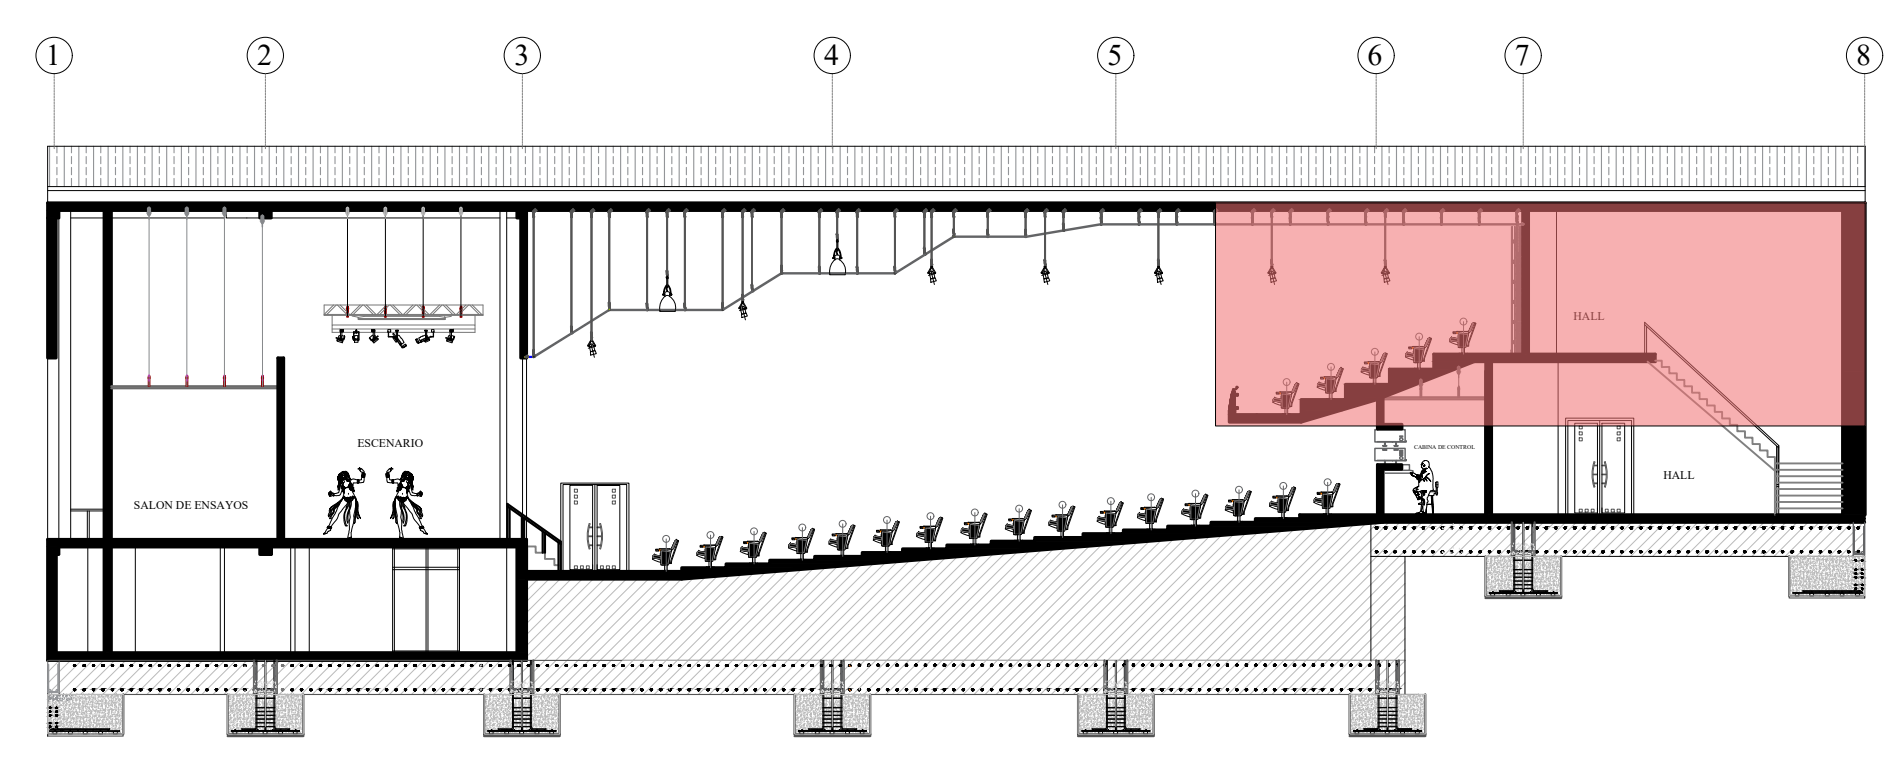 1 2 3 4 5 6 7 8
HALL
ESCENARIO
CABINA DE CONTROL
HALL
SALON DE ENSAYOS